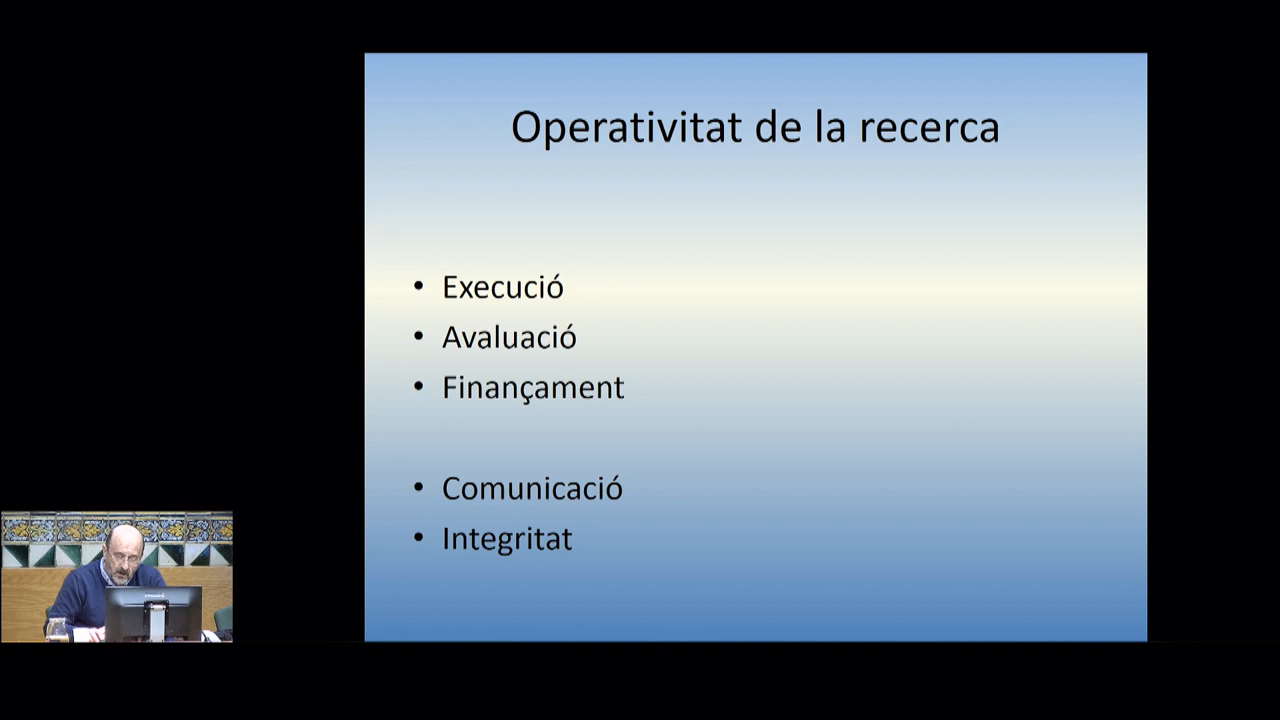 Operativitat de la recerca
• Execució
• Avaluació
• Finançament
• Comunicació
• Integritat